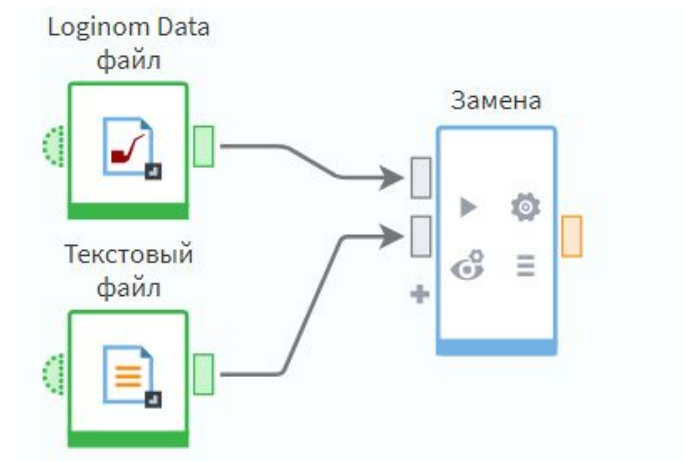 Loginom Data
файл
Замена
Текстовый
файл